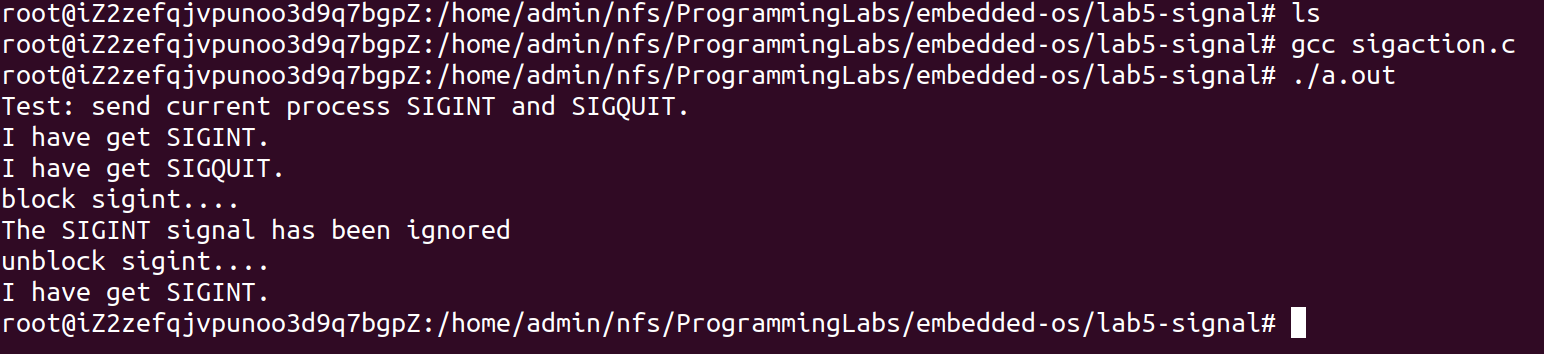 root@iZ2zefqjvpunoo3d9q7bgpZ:/home/admin/nfs/ProgrammingLabs/embedded-os/lab5-signal# ls
root@iZ2zefqjvpunoo3d9q7bgpZ:/home/admin/nfs/ProgrammingLabs/embedded-os/lab5-signal# gcc sigaction.c
root@iZ2zefqjvpunoo3d9q7bgpZ:/home/admin/nfs/ProgrammingLabs/embedded-os/lab5-signal# ./a.out
Test: send current process SIGINT and SIGQUIT.
I have get SIGINT.
I have get SIGQUIT.
block sigint....
The SIGINT signal has been ignored
unblock sigint....
I have get SIGINT.
root@iZ2zefqjvpunoo3d9q7bgpZ:/home/admin/nfs/ProgrammingLabs/embedded-os/lab5-signal#